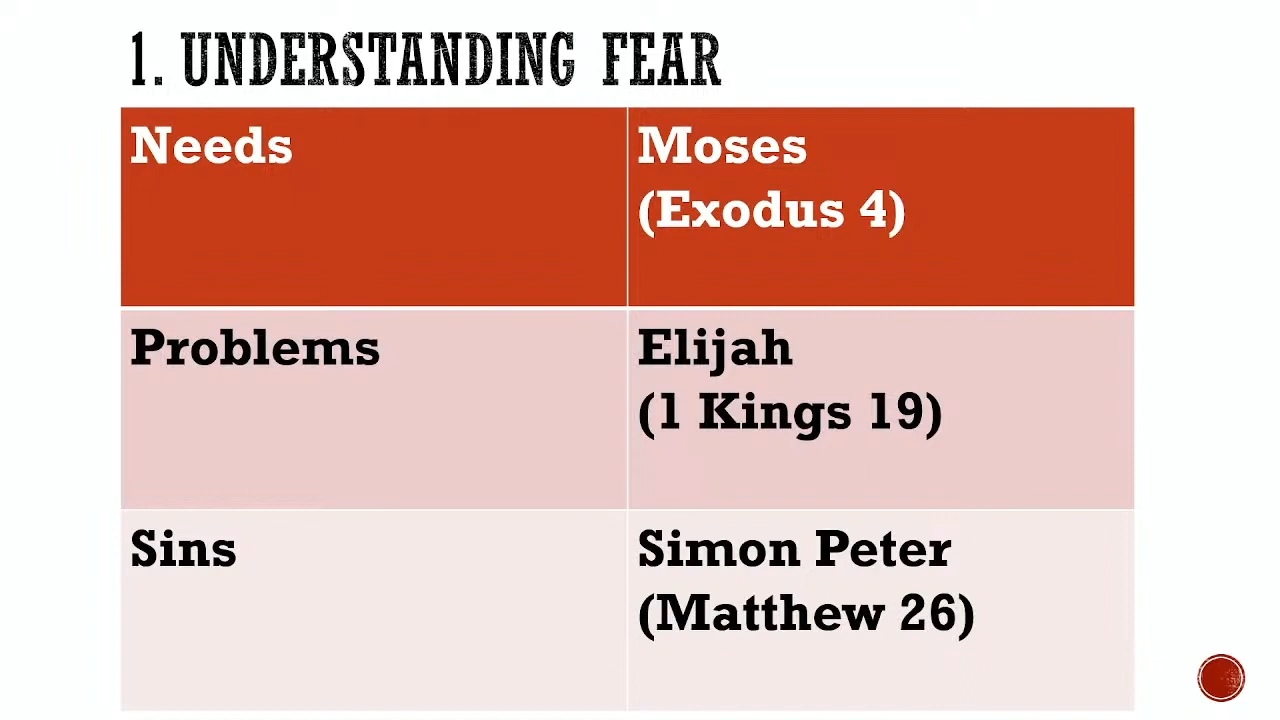 1. UNDERSTANDING FEAR
Needs
Moses
(Exodus 4)
Problems
Elijah
(1 Kings 19)
Sins
Simon Peter
(Matthew 26)